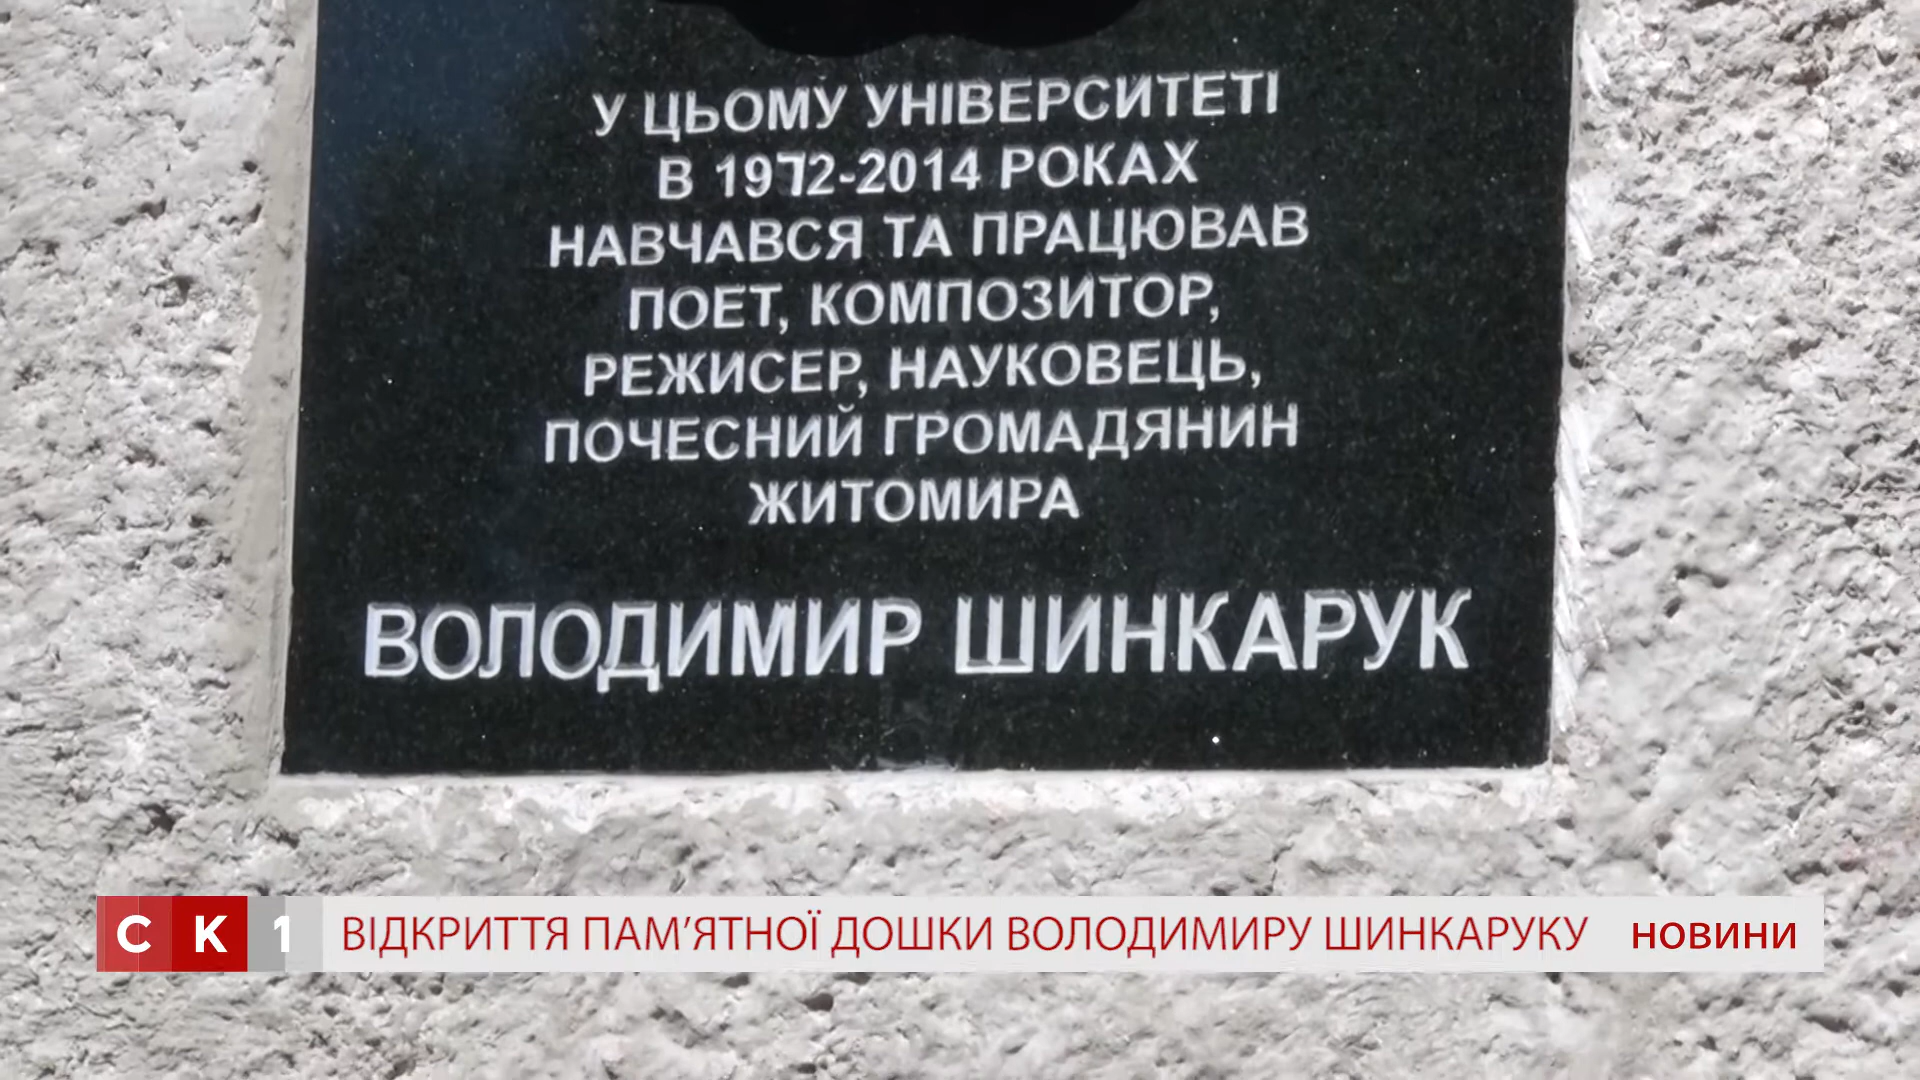 У ЦЬОМУ УНІВЕРСИТЕТІ
В 1972-2014 РОКАХ
НАВЧАВСЯ ТА ПРАЦЮВАВ
ПОЕТ, КОМПОЗИТОР,
РЕЖИСЕР, НАУКОВЕЦЬ,
ПОЧЕСНИЙ ГРОМАДЯНИН
ЖИТОМИРА
ВОЛОДИМИР ШИНКАРУК
СК1 ВІДКРИТТЯ ПАМ’ЯТНОЇ ДОШКИ ВОЛОДИМИРУ ШИНКАРУКУ НОВИНИ